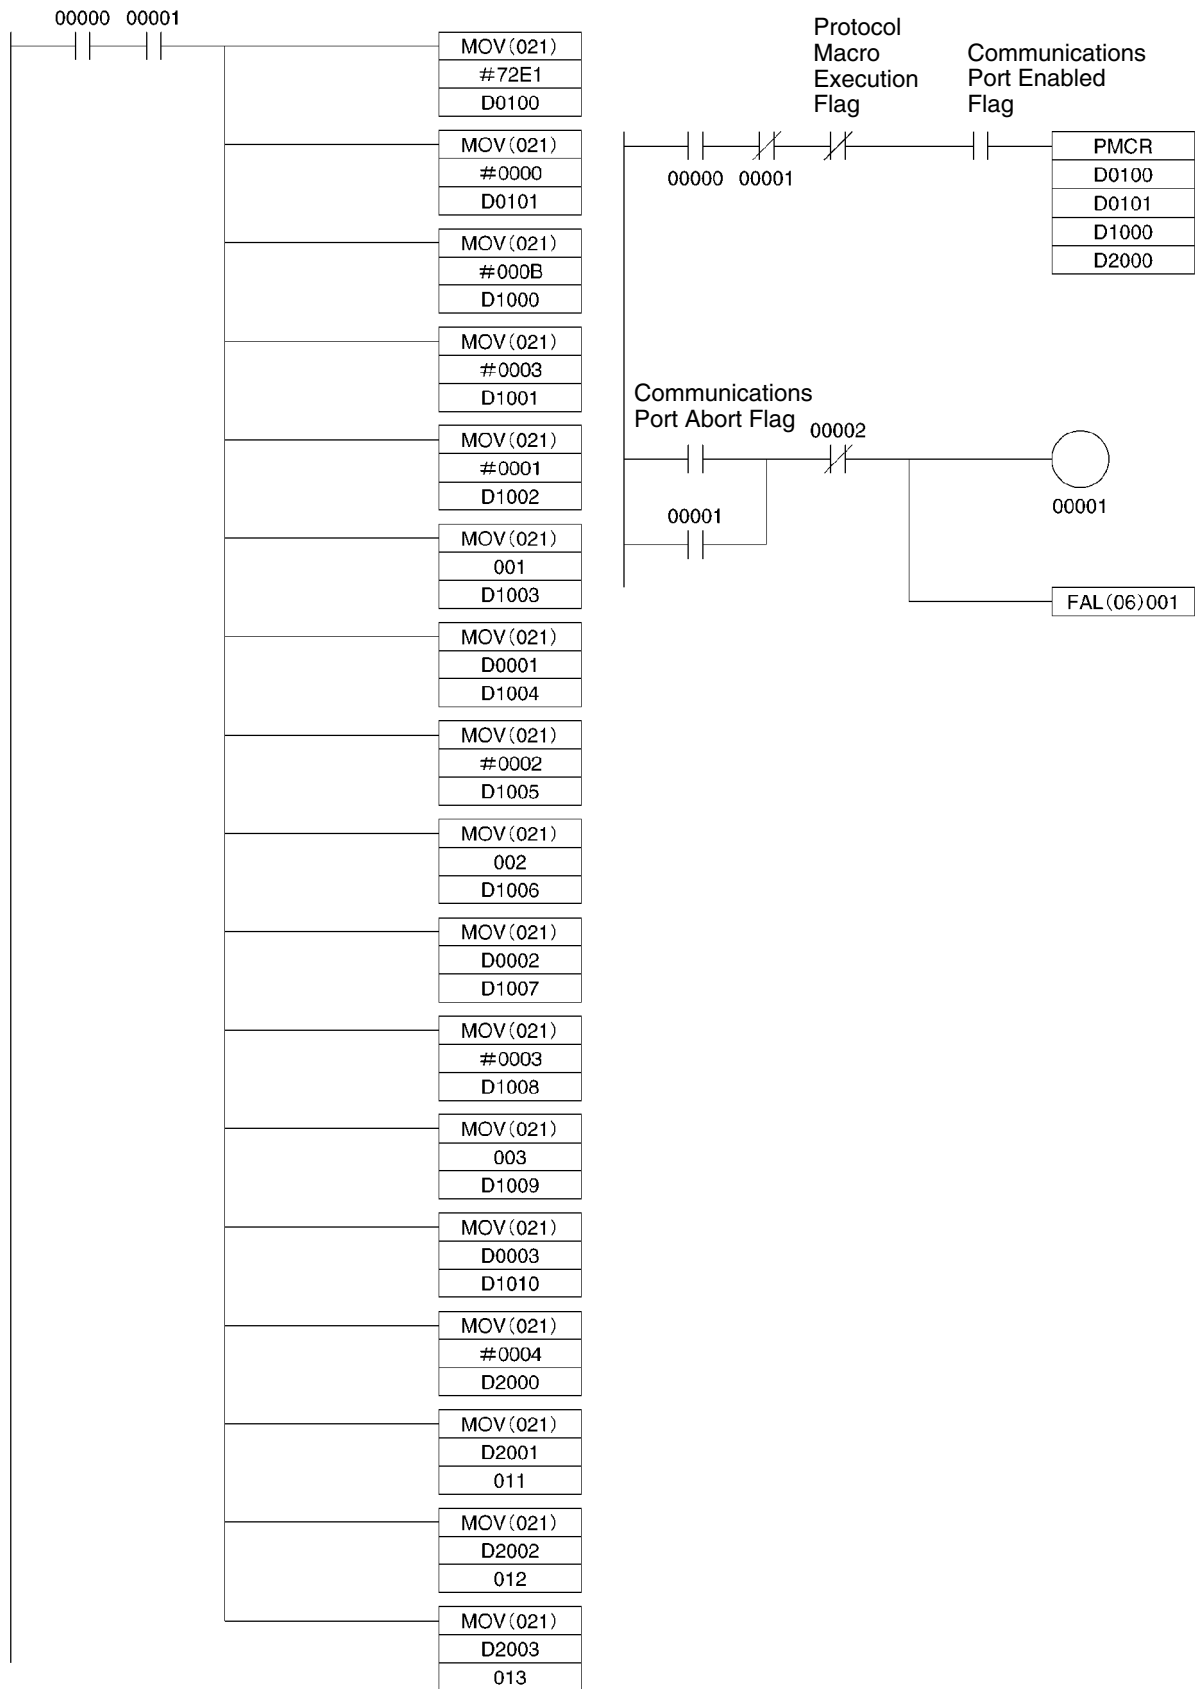 00000 00001
MOV(021)
#72E1
D0100
MOV(021)
#0000
D0101
MOV(021)
#000B
D1000
MOV(021)
#0003
D1001
MOV(021)
#0001
D1002
MOV(021)
001
D1003
MOV(021)
D0001
D1004
MOV(021)
#0002
D1005
MOV(021)
002
D1006
MOV(021)
D0002
D1007
MOV(021)
#0003
D1008
MOV(021)
003
D1009
MOV(021)
D0003
D1010
MOV(021)
#0004
D2000
MOV(021)
D2001
011
MOV(021)
D2002
012
MOV(021)
D2003
013
Protocol
Macro
Execution
Flag
Communications
Port Enabled
Flag
00000 00001
PMCR
D0100
D0101
D1000
D2000
Communications
Port Abort Flag
00002
00001
00001
FAL(06)001